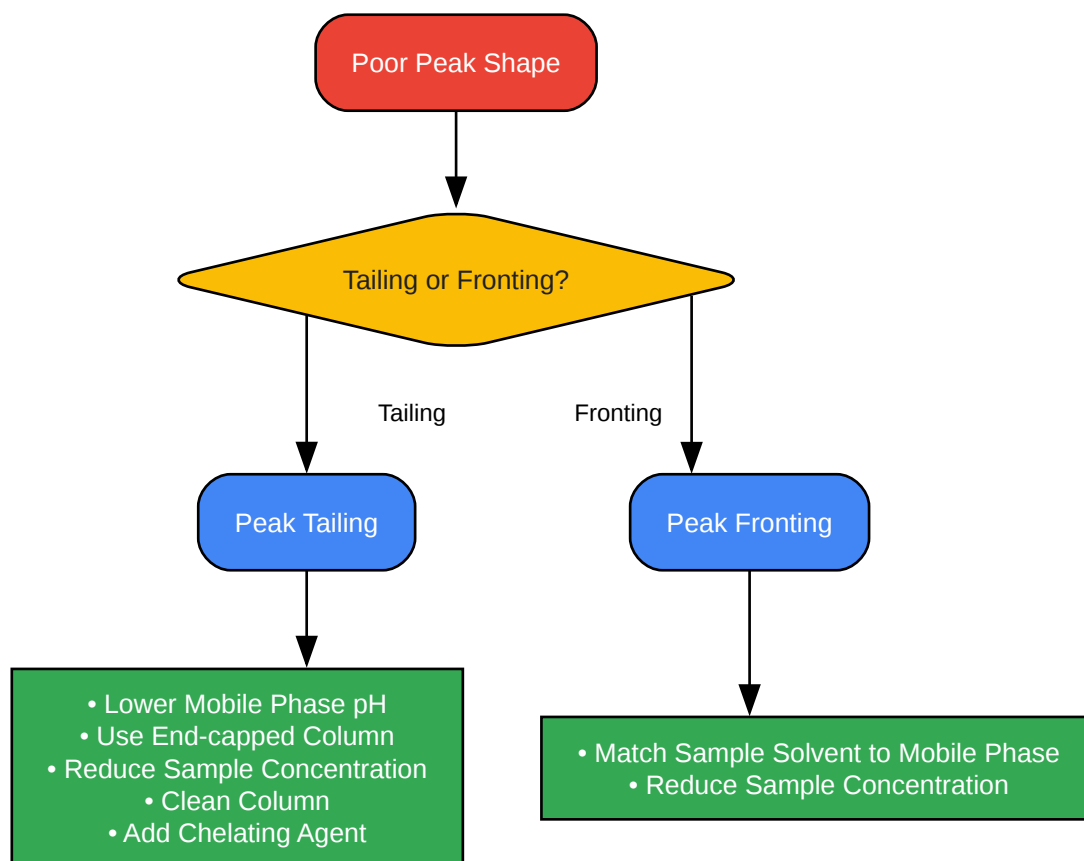 Poor Peak Shape
Tailing or Fronting?
Tailing
Fronting
Peak Tailing
Peak Fronting
• Lower Mobile Phase pH
• Use End-capped Column
• Reduce Sample Concentration
• Clean Column
• Add Chelating Agent
• Match Sample Solvent to Mobile Phase
• Reduce Sample Concentration